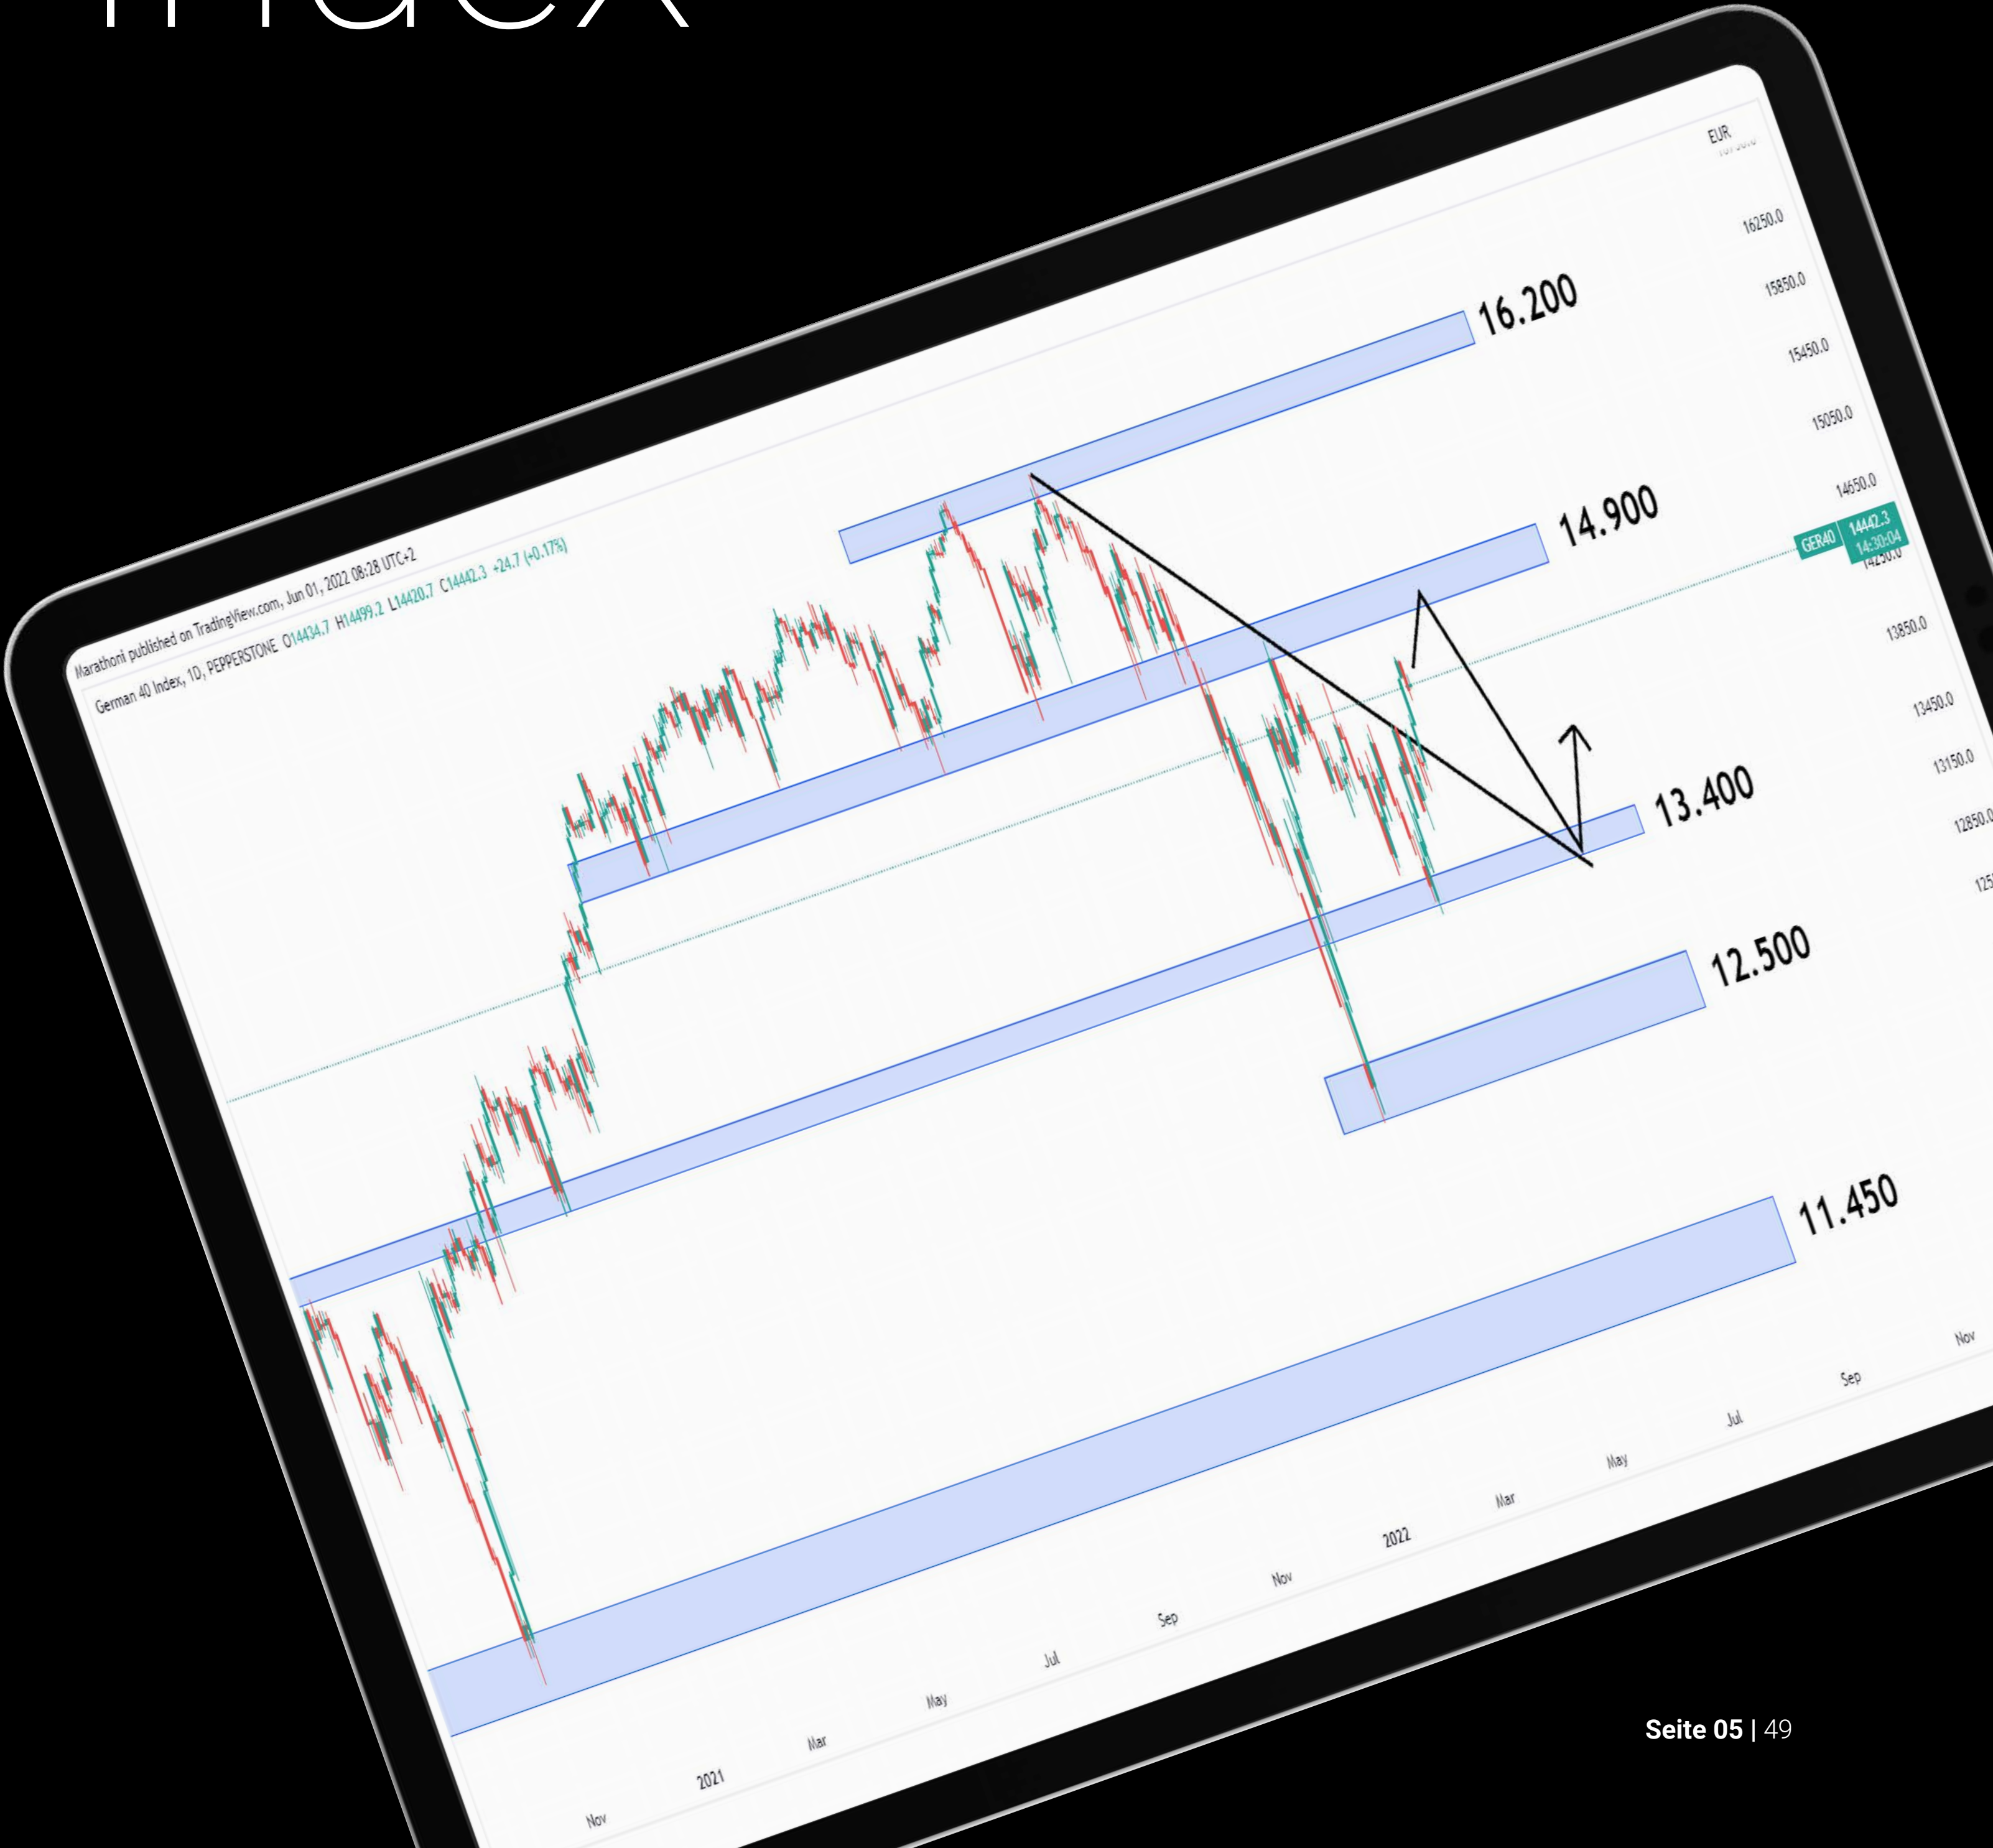 Index
Marathoni published on TradingView.com, Jun 01, 2022 08:28 UTC+2
German 40 Index, 1D, PEPPERSTONE O14434.7 H14499.2 L14420.7 C14442.3 +24.7 (+0.17%)
EUR
16250.0
15850.0
15450.0
15050.0
14650.0
GER40 14442.3
14:30:04
14250.0
13850.0
13450.0
13150.0
12850.0
16.200
14.900
13.400
12.500
11.450
Nov 2021 Mar May Jul Sep Nov 2022 Mar May Jul Sep Nov
Seite 05 | 49